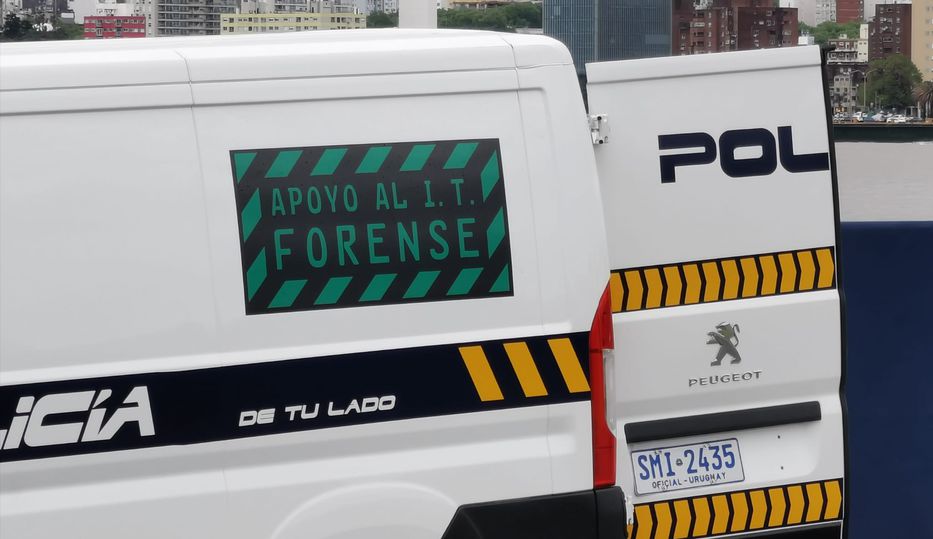 APOYO AL I.T.
FORENSE
LICÍA
DE TU LADO
POL
PEUGEOT
SMI 2435
OFICIAL-URUGUAY